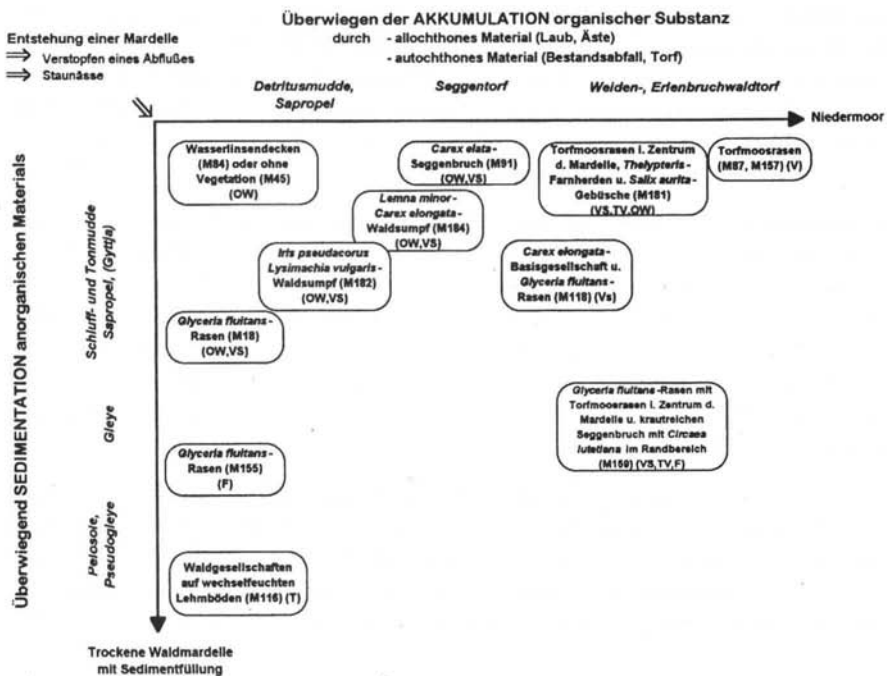 Überwiegen der AKKUMULATION organischer Substanz
durch - allochthones Material (Laub, Äste)
- autochthones Material (Bestandsabfall, Torf)
Entstehung einer Mardelle
⇒ Verstopfen eines Abflußes
⇒ Staunässe
Detritusmudde,
Sapropel
Seggentorf
Weiden-, Erlenbruchwaldtorf
Niedermoor
Wasserlinsendecken
(M84) oder ohne
Vegetation (M45)
(OW)
Carex elata-
Seggenbruch (M91)
(OW,VS)
Torfmoosrasen i. Zentrum
d. Mardelle, Thelypteris-
Farnherden u. Salix aurita-
Gebüsche (M181)
(VS,TV,OW)
Torfmoosrasen
(M87, M157) (V)
Lemna minor-
Carex elongata-
Waldsumpf (M184)
(OW,VS)
Iris pseudacorus
Lysimachia vulgaris-
Waldsumpf (M182)
(OW,VS)
Carex elongata-
Basisgesellschaft u.
Glyceria fluitans-
Rasen (M118) (Vs)
Glyceria fluitans-
Rasen (M18)
(OW,VS)
Glyceria fluitans-Rasen mit
Torfmoosrasen i. Zentrum d.
Mardelle u. krautreichen
Seggenbruch mit Circaea
lutetiana im Randbereich
(M159) (VS,TV,F)
Glyceria fluitans-
Rasen (M155)
(F)
Waldgesellschaften
auf wechselfeuchten
Lehmböden (M116) (T)
Überwiegend SEDIMENTATION anorganischen Materials
Schluff- und Tonmudde
Sapropel, (Gyttja)
Gleye
Pelosole,
Pseudogleye
Trockene Waldmardelle
mit Sedimentfüllung